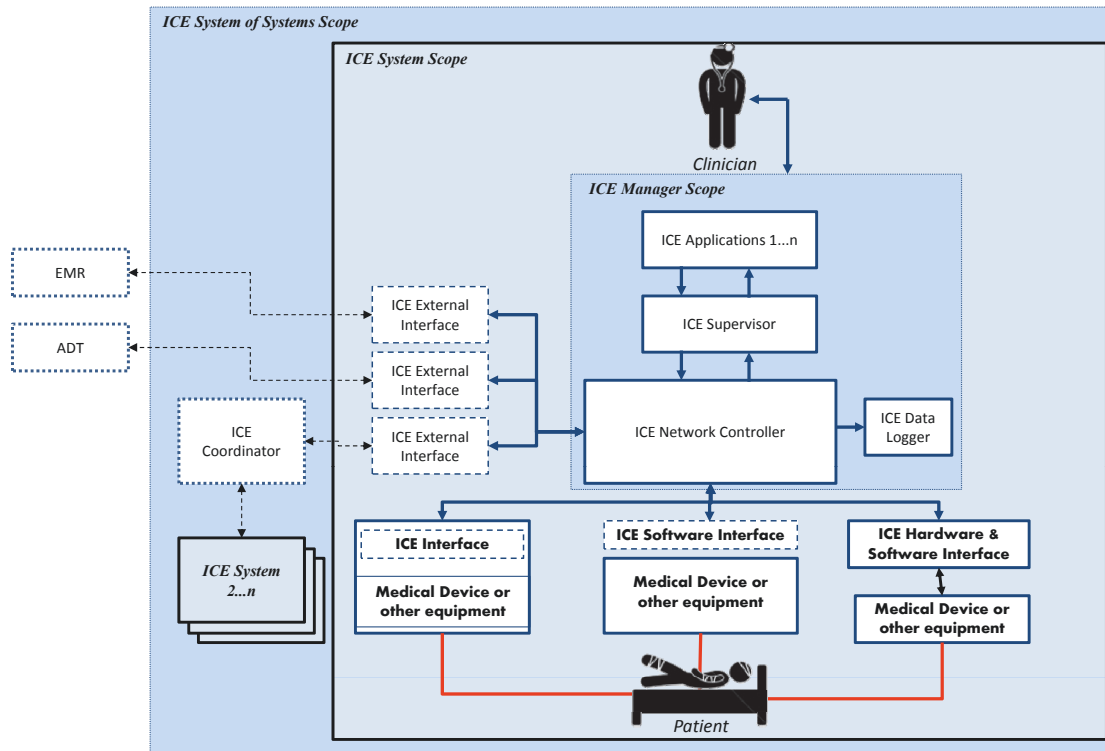 ICE System of Systems Scope
ICE System Scope
Clinician
ICE Manager Scope
ICE Applications 1...n
EMR
ICE External
Interface
ICE Supervisor
ADT
ICE External
Interface
ICE
Coordinator
ICE External
Interface
ICE Network Controller
ICE Data
Logger
ICE Interface
Medical Device or
other equipment
ICE Software Interface
Medical Device or
other equipment
ICE Hardware &
Software Interface
Medical Device or
other equipment
ICE System
2...n
Patient